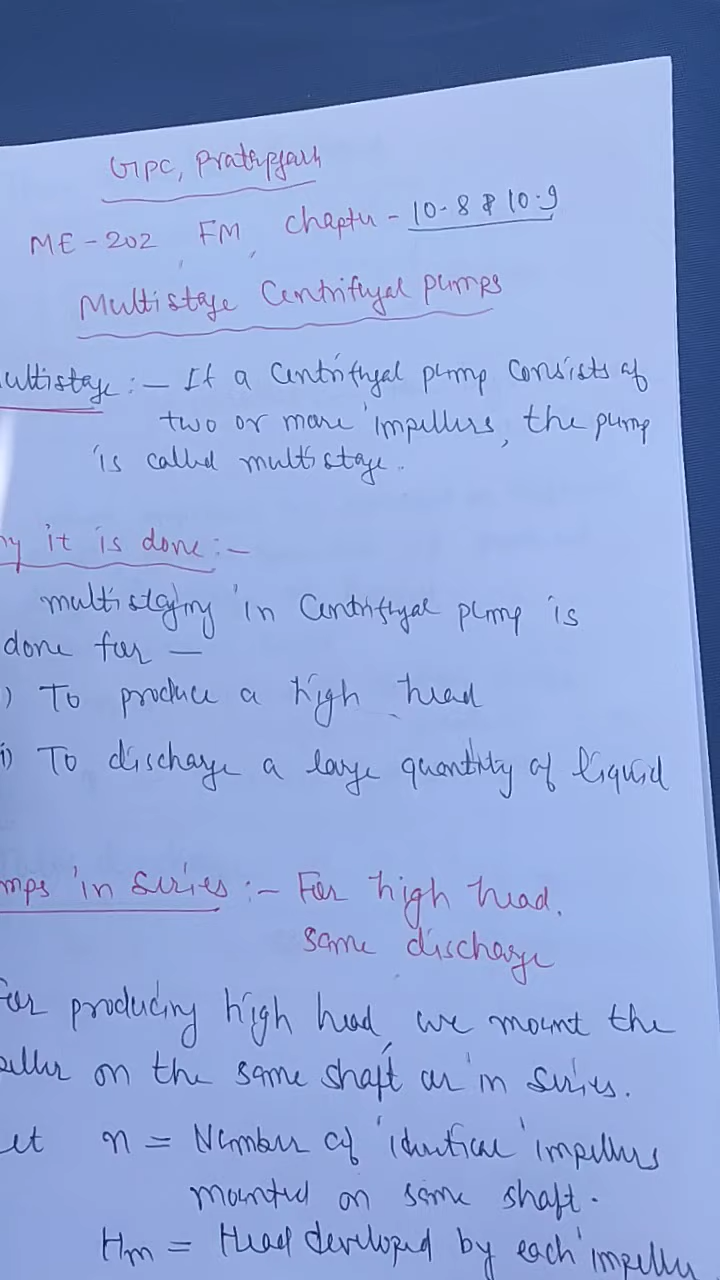 GPC, Pratapgarh
ME-202, FM, Chapter - 10.8 & 10.9
Multistage Centrifugal Pumps
ultistage :- If a Centrifugal pump consists of
two or more impellers, the pump
is called multistage.
y it is done :-
multistaging in Centrifugal pump is
done for —
) To produce a high head
i) To discharge a large quantity of liquid
mps in series :- For high head.
same discharge
For producing high head, we mount the
peller on the same shaft or in series.
et n = Number of identical impellers
mounted on same shaft.
Hm = Head developed by each impeller